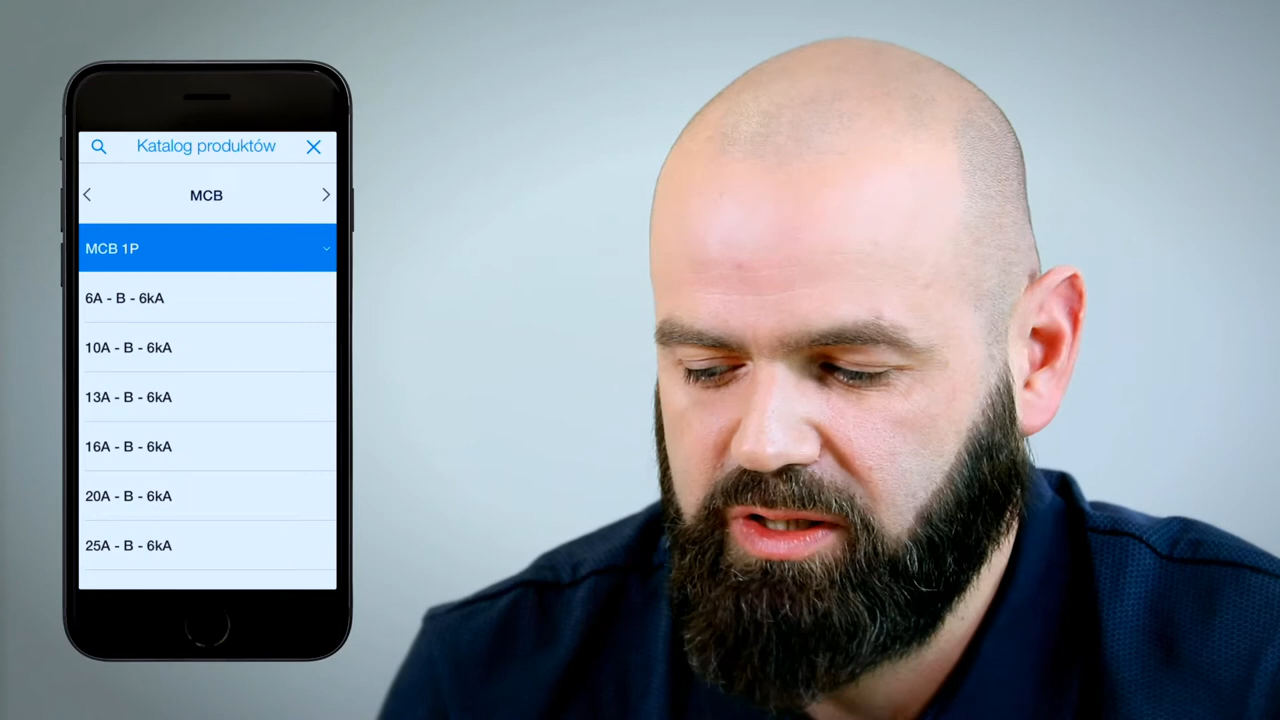 Katalog produktów
MCB
MCB 1P
6A - B - 6kA
10A - B - 6kA
13A - B - 6kA
16A - B - 6kA
20A - B - 6kA
25A - B - 6kA